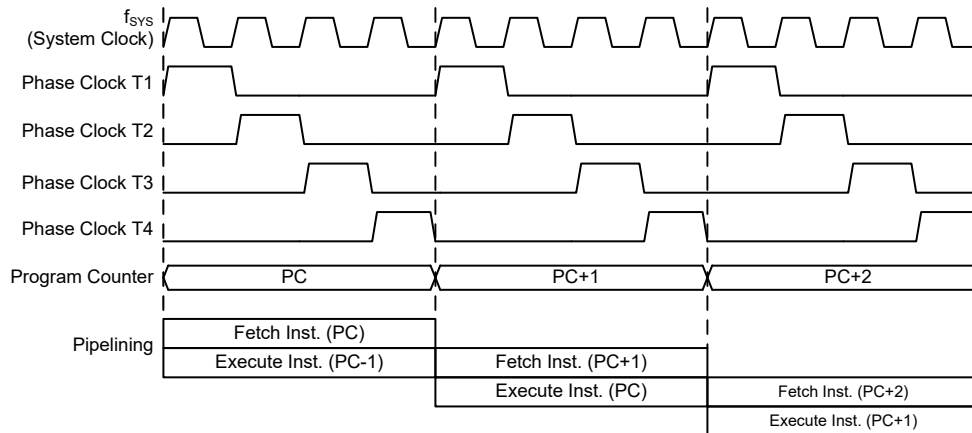 fSYS
(System Clock)
Phase Clock T1
Phase Clock T2
Phase Clock T3
Phase Clock T4
Program Counter PC PC+1 PC+2
Pipelining
Fetch Inst. (PC)
Execute Inst. (PC-1) Fetch Inst. (PC+1)
Execute Inst. (PC) Fetch Inst. (PC+2)
Execute Inst. (PC+1)